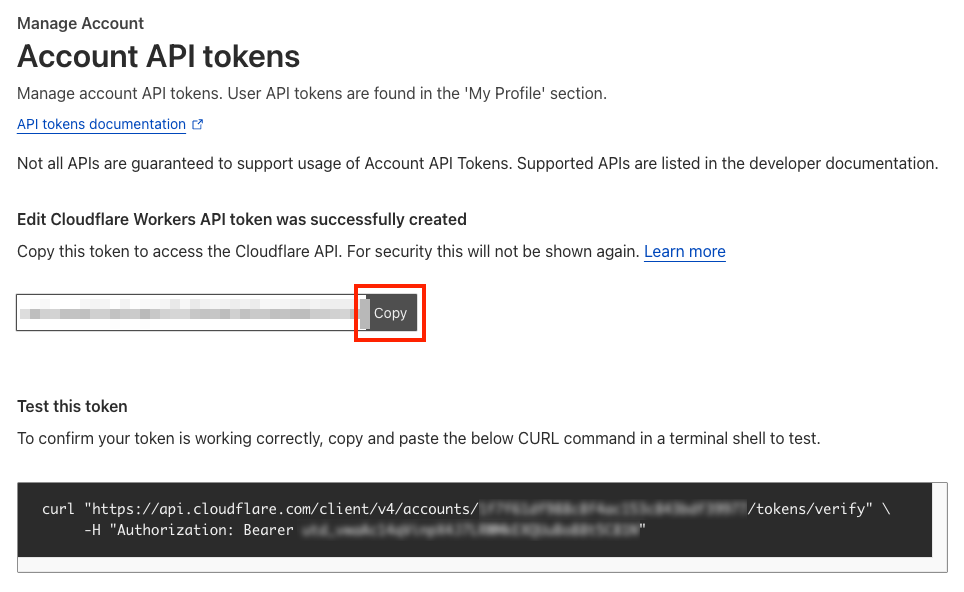 Manage Account
Account API tokens
Manage account API tokens. User API tokens are found in the 'My Profile' section.
API tokens documentation
Not all APIs are guaranteed to support usage of Account API Tokens. Supported APIs are listed in the developer documentation.
Edit Cloudflare Workers API token was successfully created
Copy this token to access the Cloudflare API. For security this will not be shown again. Learn more
Copy
Test this token
To confirm your token is working correctly, copy and paste the below CURL command in a terminal shell to test.
curl "https://api.cloudflare.com/client/v4/accounts/ /tokens/verify" \
-H "Authorization: Bearer "